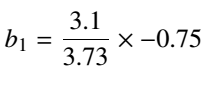 b₁ = 3.1/3.73 × −0.75